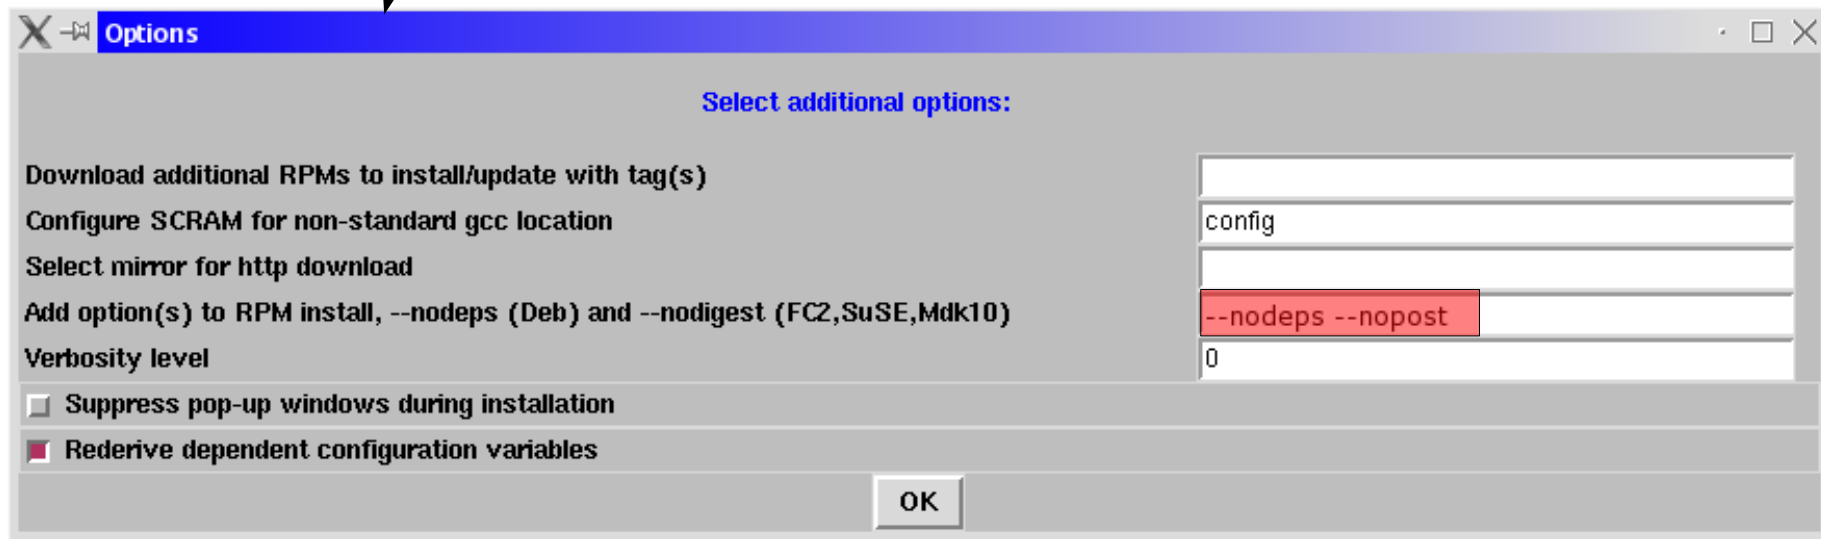 Options
Select additional options:
Download additional RPMs to install/update with tag(s)
Configure SCRAM for non-standard gcc location config
Select mirror for http download
Add option(s) to RPM install, --nodeps (Deb) and --nodigest (FC2,SuSE,Mdk10) --nodeps --nopost
Verbosity level 0
Suppress pop-up windows during installation
Rederive dependent configuration variables
OK